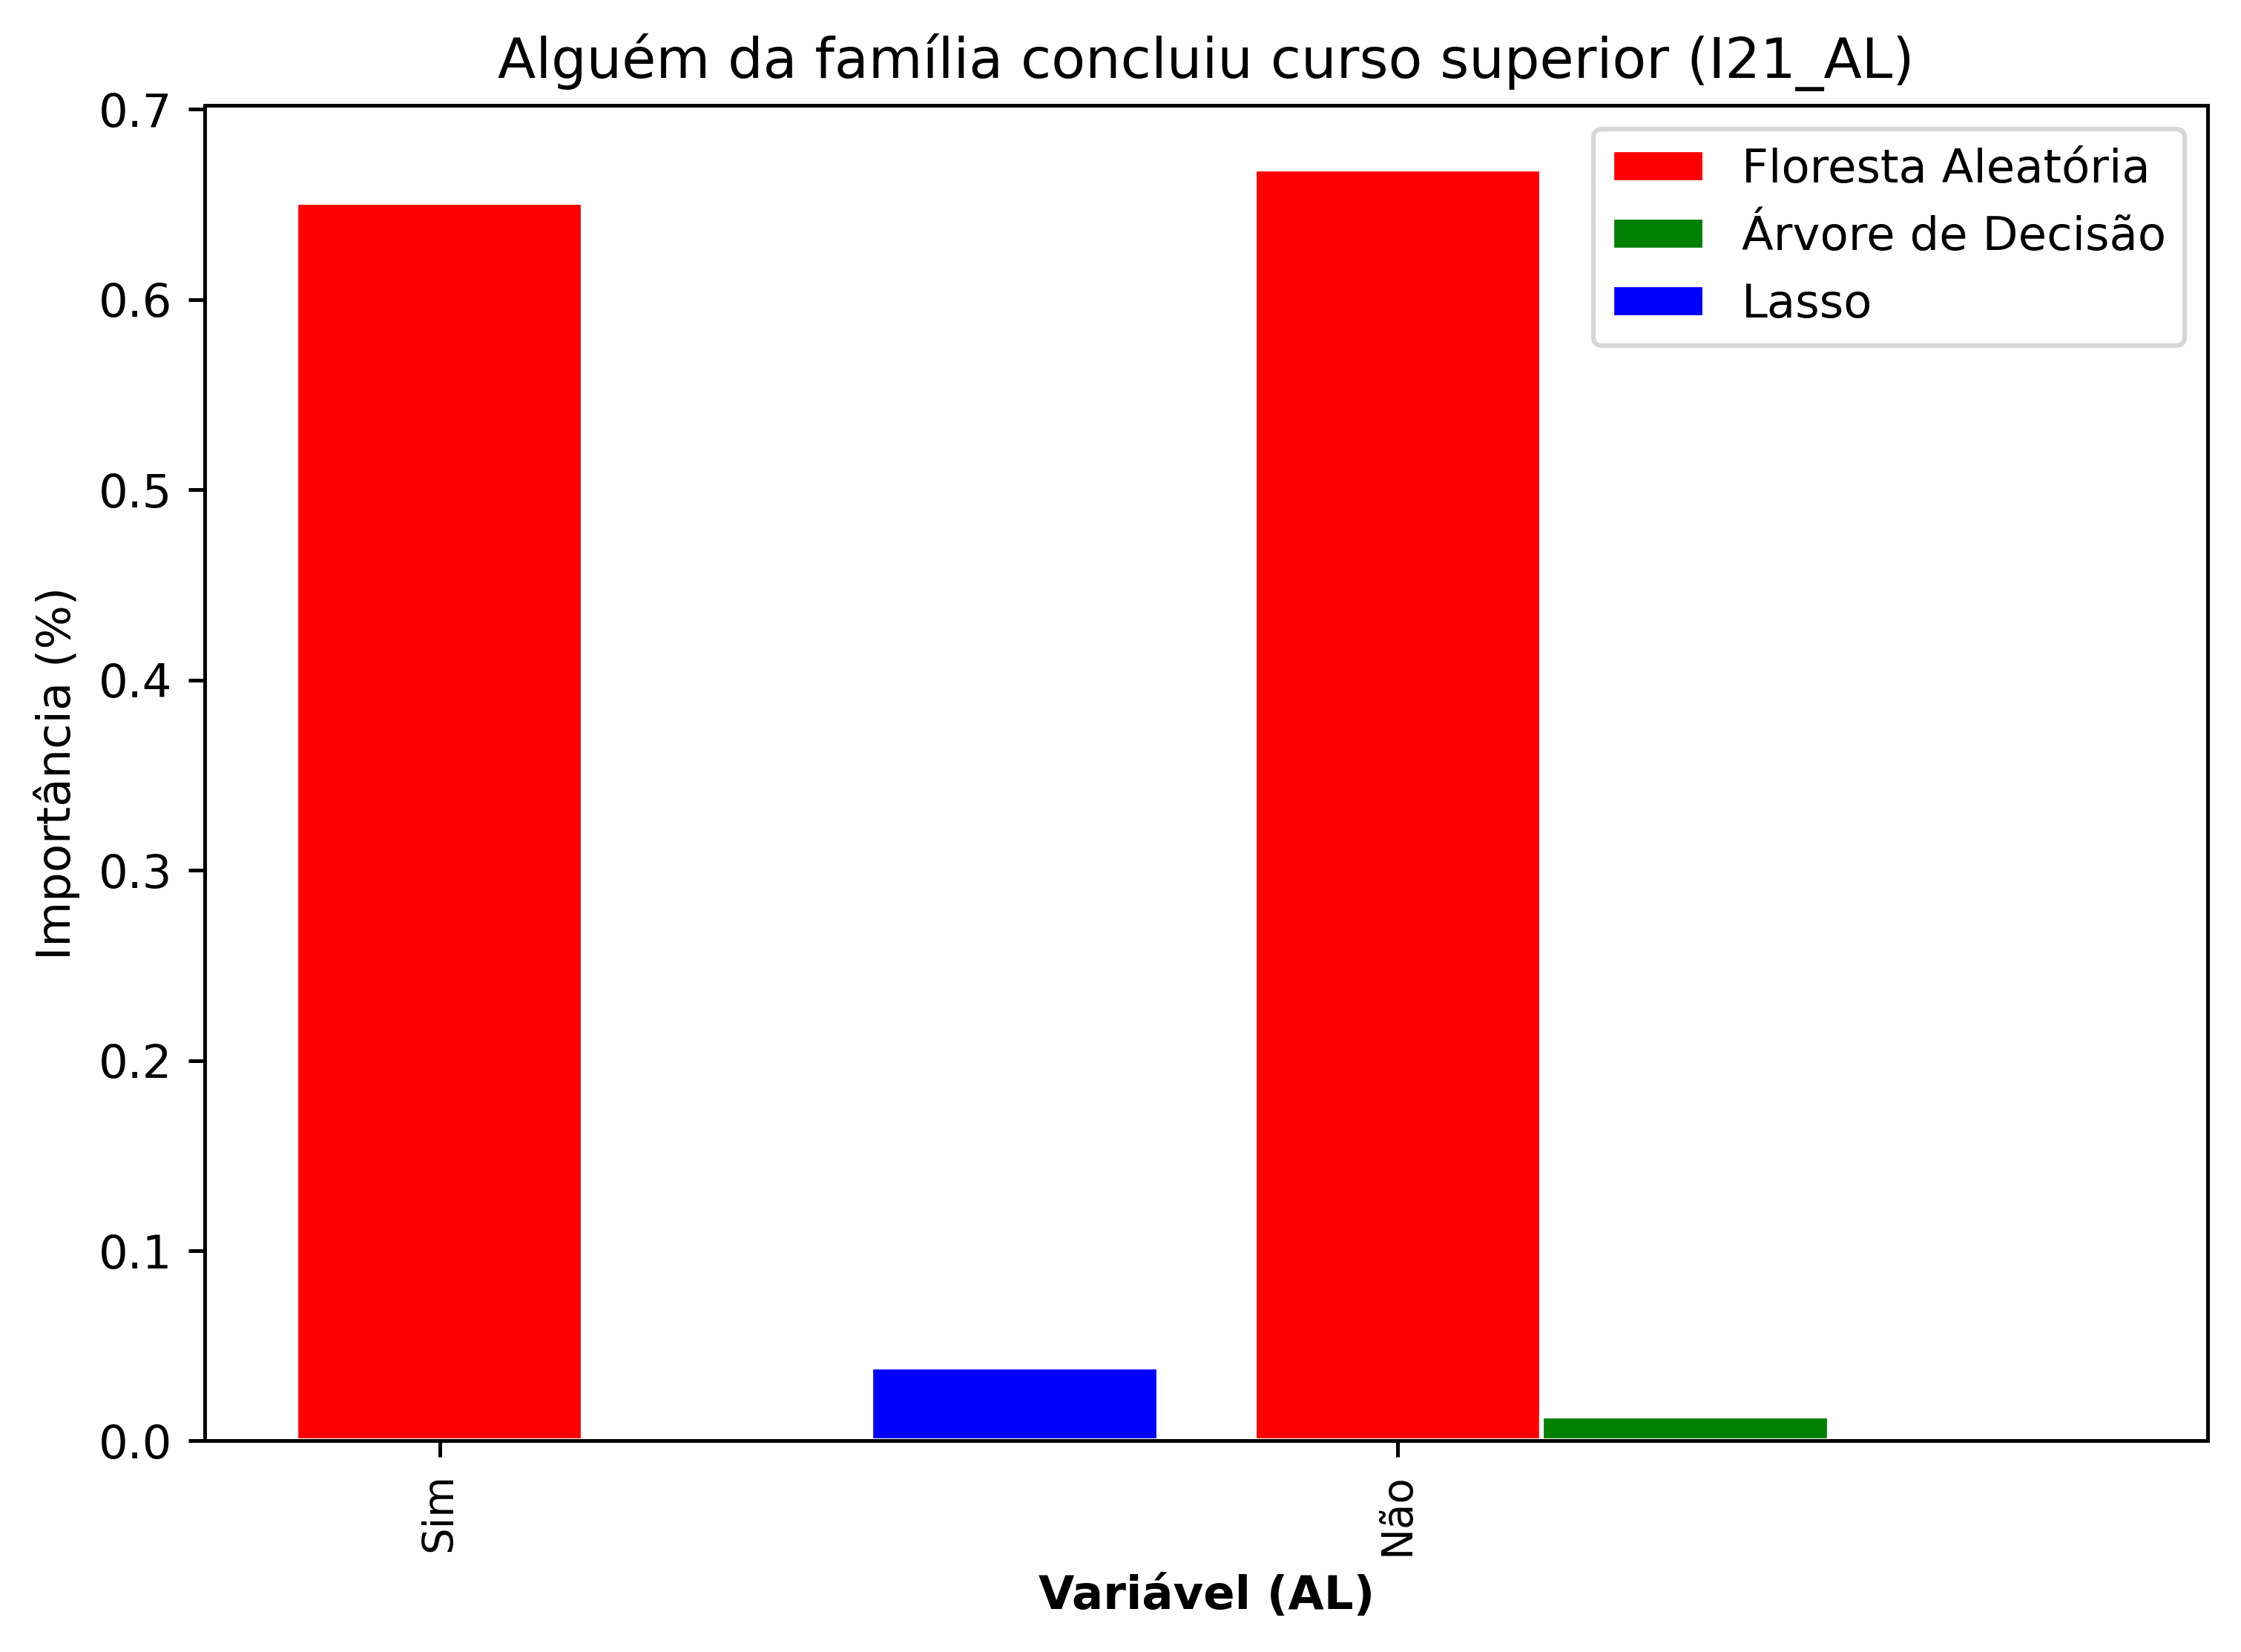 Alguém da família concluiu curso superior (I21_AL)
0.7
0.6
0.5
0.4
0.3
0.2
0.1
0.0
Importância (%)
Floresta Aleatória
Árvore de Decisão
Lasso
Sim
Não
Variável (AL)